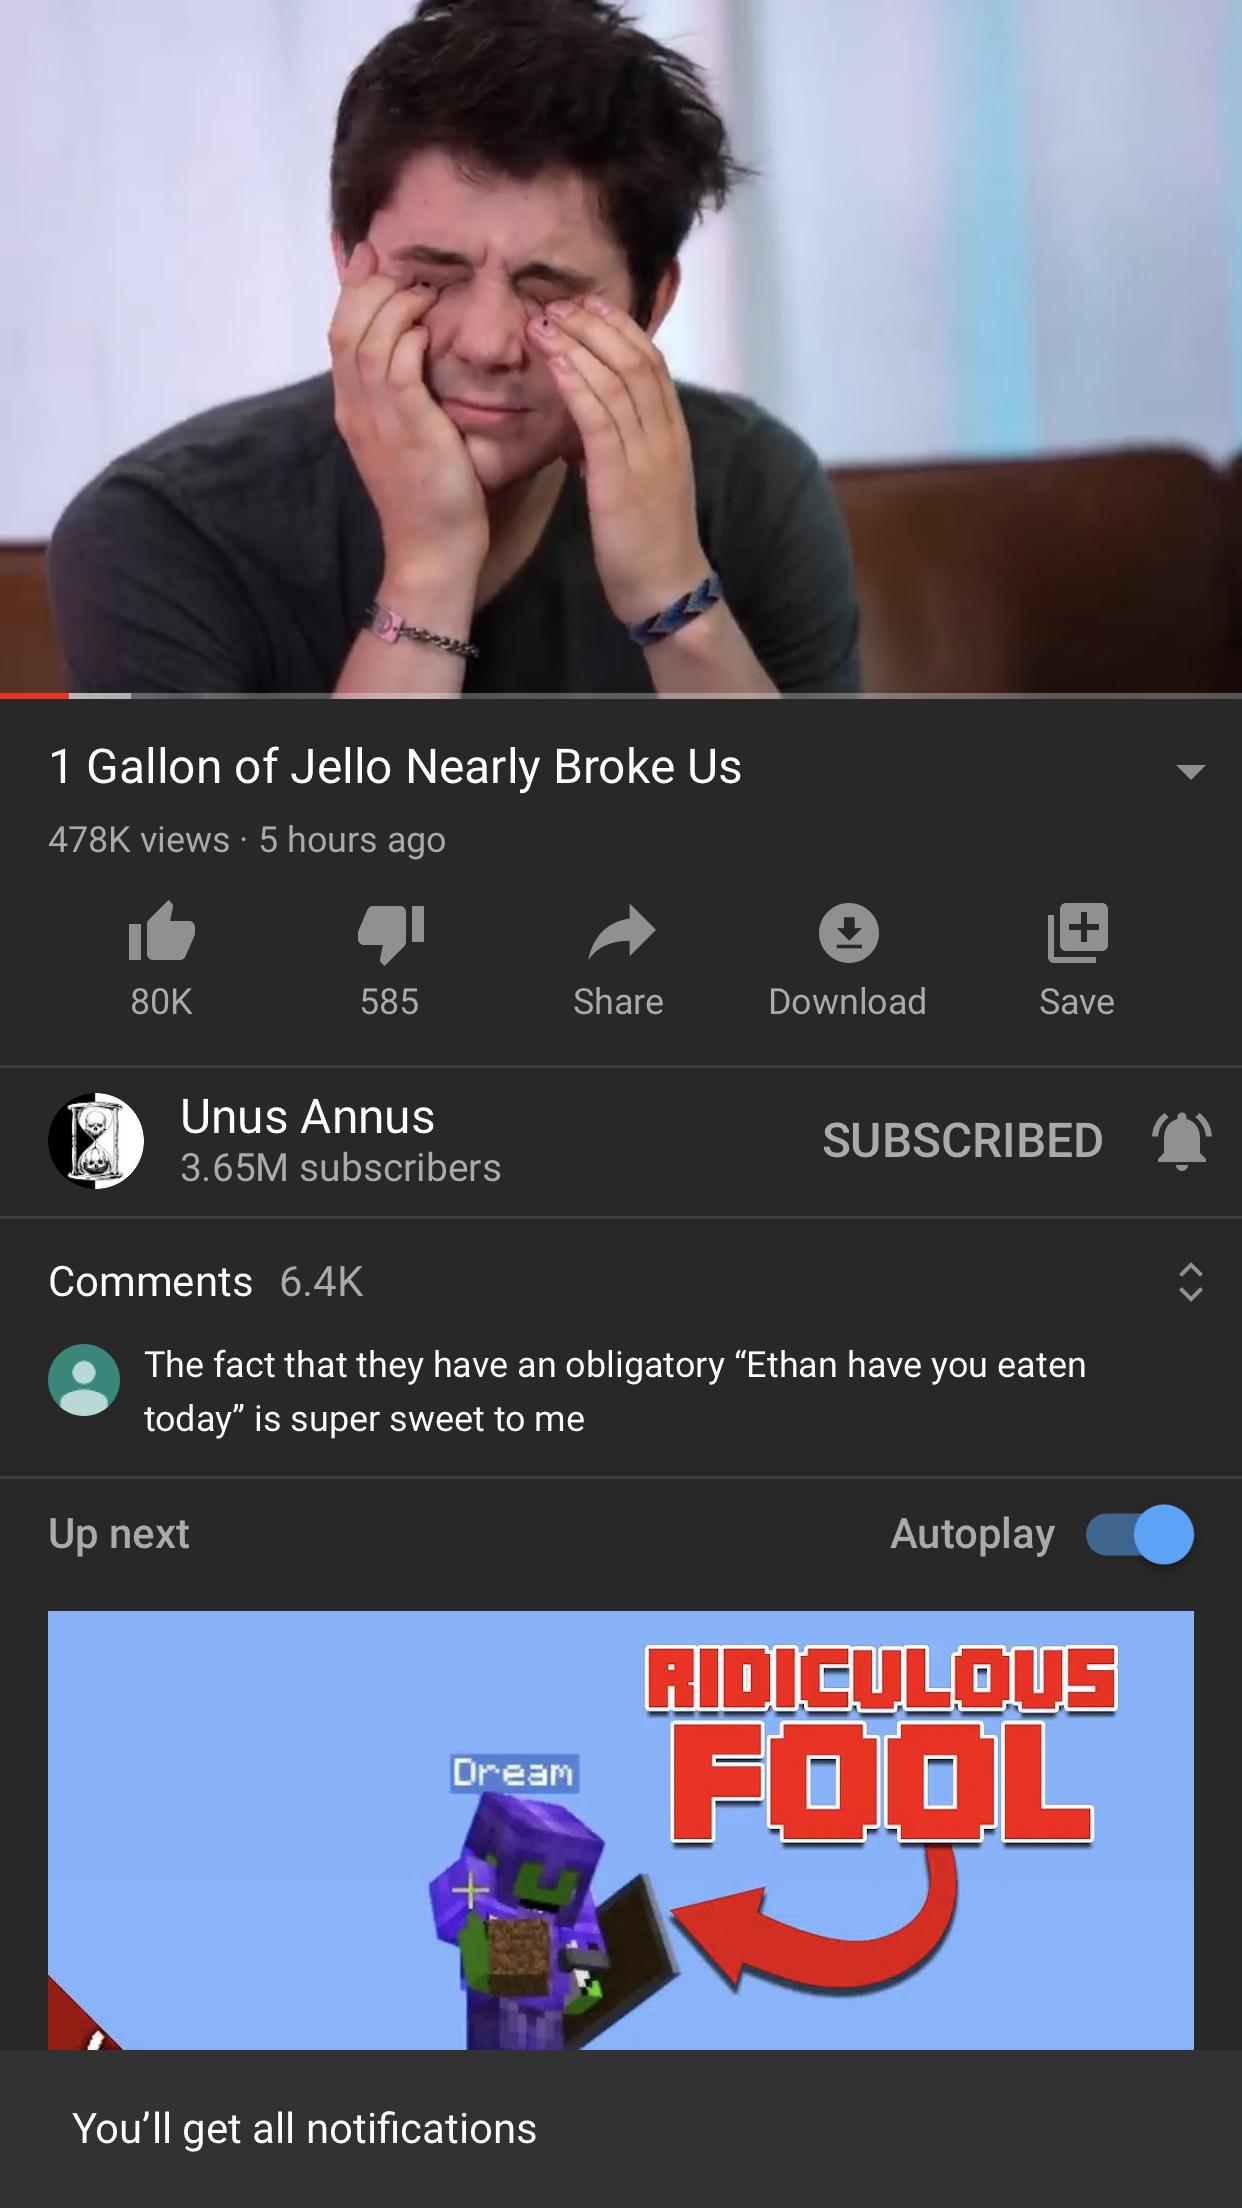 1 Gallon of Jello Nearly Broke Us
478K views · 5 hours ago
80K
585
Share
Download
Save
Unus Annus
3.65M subscribers
SUBSCRIBED
Comments 6.4K
The fact that they have an obligatory “Ethan have you eaten
today” is super sweet to me
Up next
Autoplay
RIDICULOUS
FOOL
Dream
You’ll get all notifications